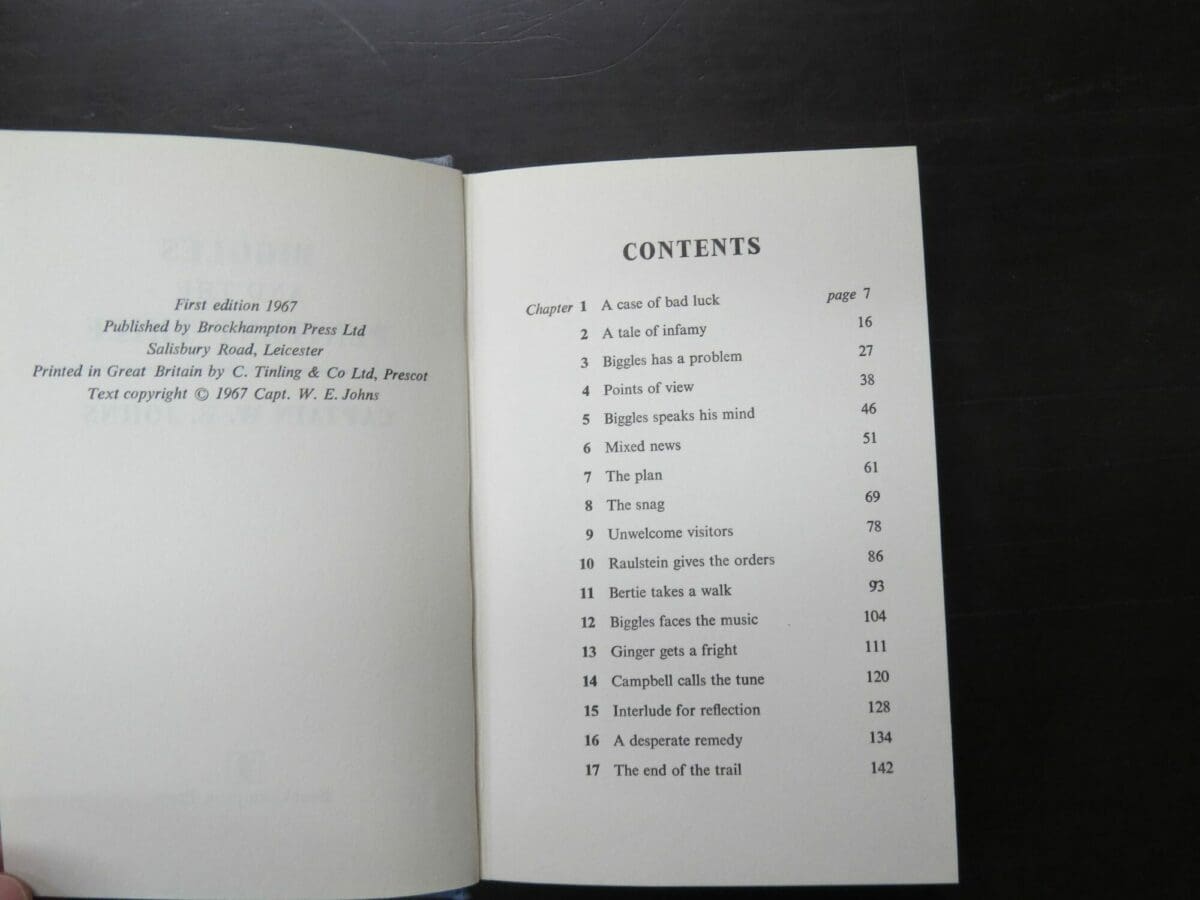 First edition 1967
Published by Brockhampton Press Ltd
Salisbury Road, Leicester
Printed in Great Britain by C. Tinling & Co Ltd, Prescot
Text copyright © 1967 Capt. W. E. Johns
CONTENTS
Chapter 1 A case of bad luck page 7
2 A tale of infamy 16
3 Biggles has a problem 27
4 Points of view 38
5 Biggles speaks his mind 46
6 Mixed news 51
7 The plan 61
8 The snag 69
9 Unwelcome visitors 78
10 Raulstein gives the orders 86
11 Bertie takes a walk 93
12 Biggles faces the music 104
13 Ginger gets a fright 111
14 Campbell calls the tune 120
15 Interlude for reflection 128
16 A desperate remedy 134
17 The end of the trail 142